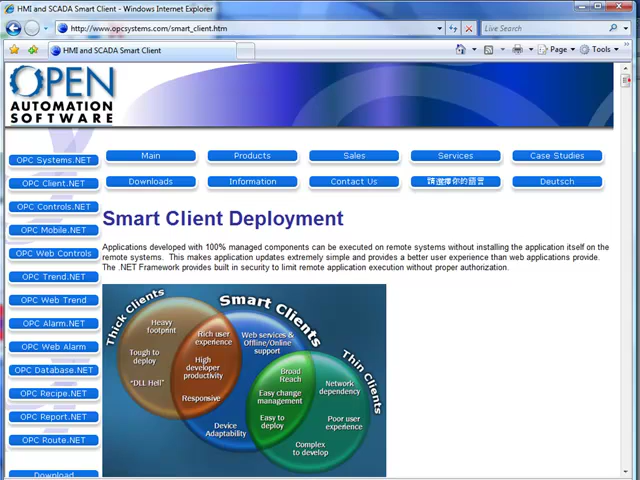 HMI and SCADA Smart Client - Windows Internet Explorer
http://www.opcsystems.com/smart_client.htm
Live Search
HMI and SCADA Smart Client
Page
Tools
OPEN
AUTOMATION
SOFTWARE
Main
Products
Sales
Services
Case Studies
Downloads
Information
Contact Us
請選擇你的語言
Deutsch
OPC Systems.NET
OPC Client.NET
OPC Controls.NET
OPC Mobile.NET
OPC Web Controls
OPC Trend.NET
OPC Web Trend
OPC Alarm.NET
OPC Web Alarm
OPC Database.NET
OPC Recipe.NET
OPC Report.NET
OPC Route.NET
Download
Smart Client Deployment
Applications developed with 100% managed components can be executed on remote systems without installing the application itself on the
remote systems. This makes application updates extremely simple and provides a better user experience than web applications provide.
The .NET Framework provides built in security to limit remote application execution without proper authorization.
Thick Clients
Smart Clients
Thin Clients
Heavy
footprint
Tough to
deploy
"DLL Hell"
Rich user
experience
High
developer
productivity
Responsive
Web services &
Offline/Online
support
Device
Adaptability
Broad
Reach
Easy change
management
Easy to
deploy
Network
dependency
Poor user
experience
Complex
to develop